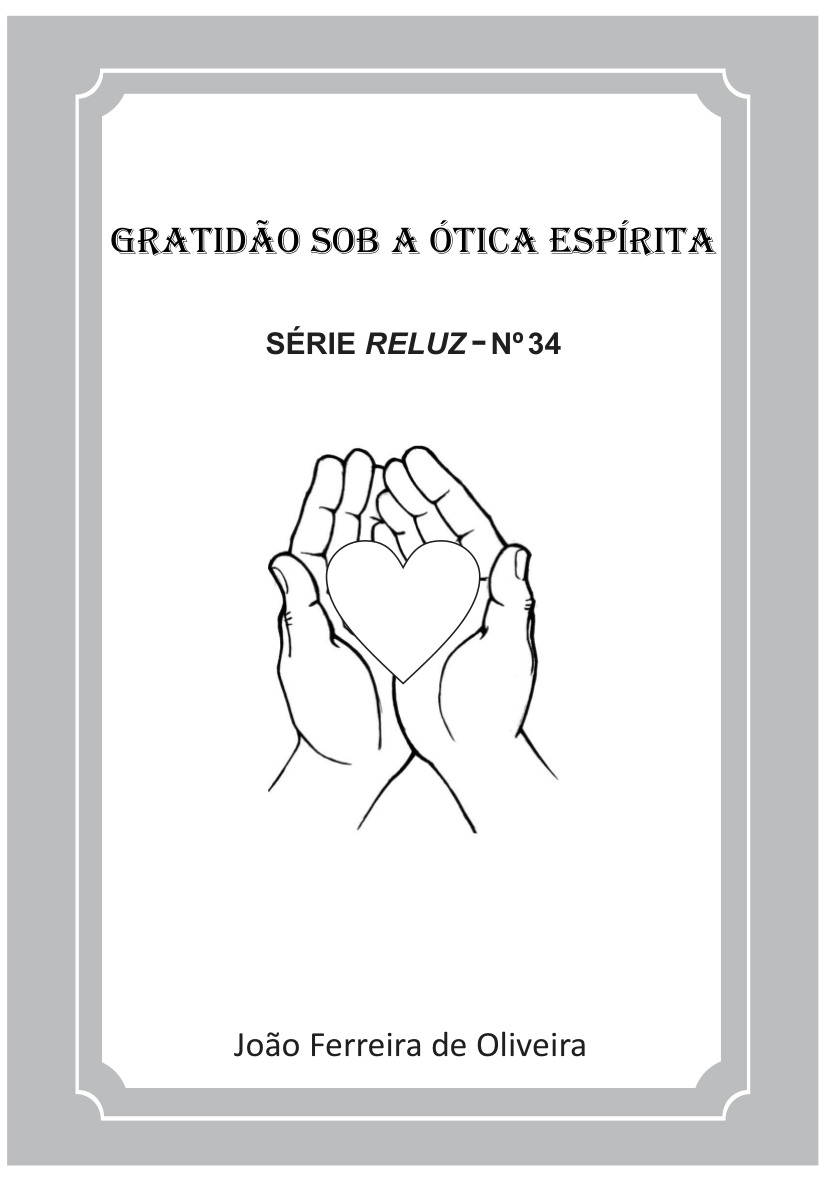 GRATIDÃO SOB A ÓTICA ESPÍRITA
SÉRIE RELUZ - Nº 34
João Ferreira de Oliveira